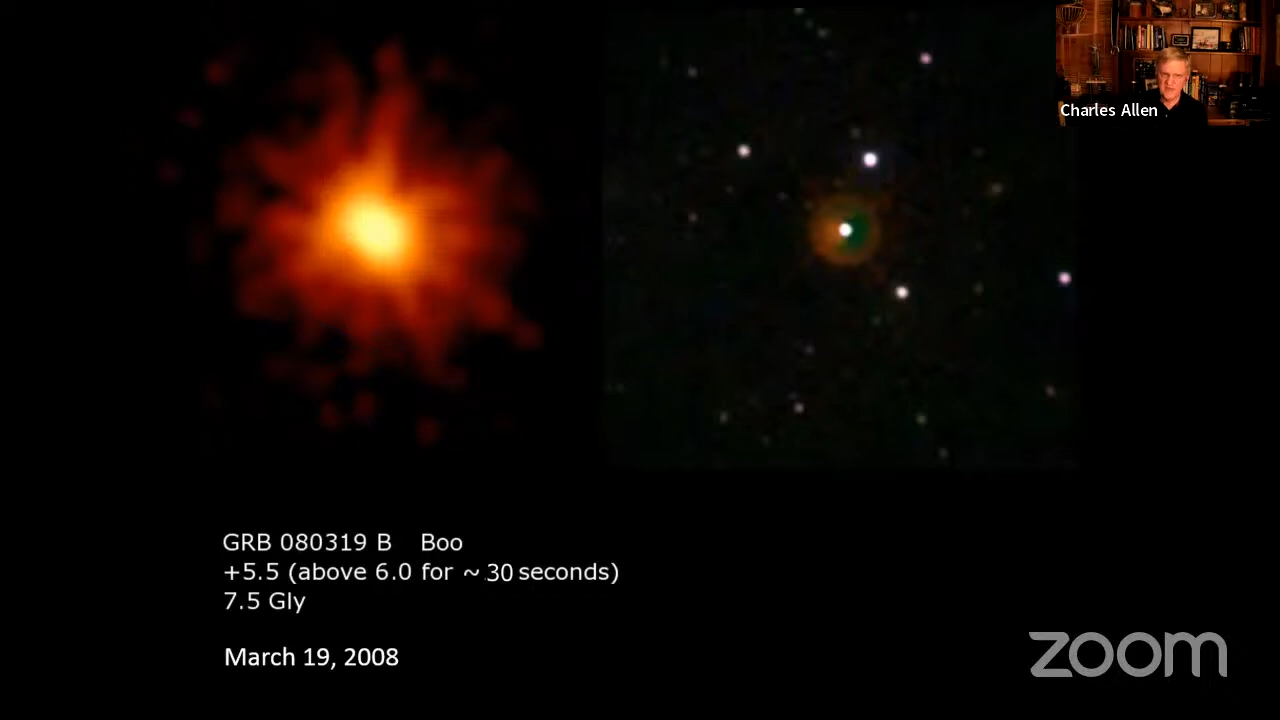 Charles Allen
GRB 080319 B Boo
+5.5 (above 6.0 for ~ 30 seconds)
7.5 Gly
March 19, 2008
zoom